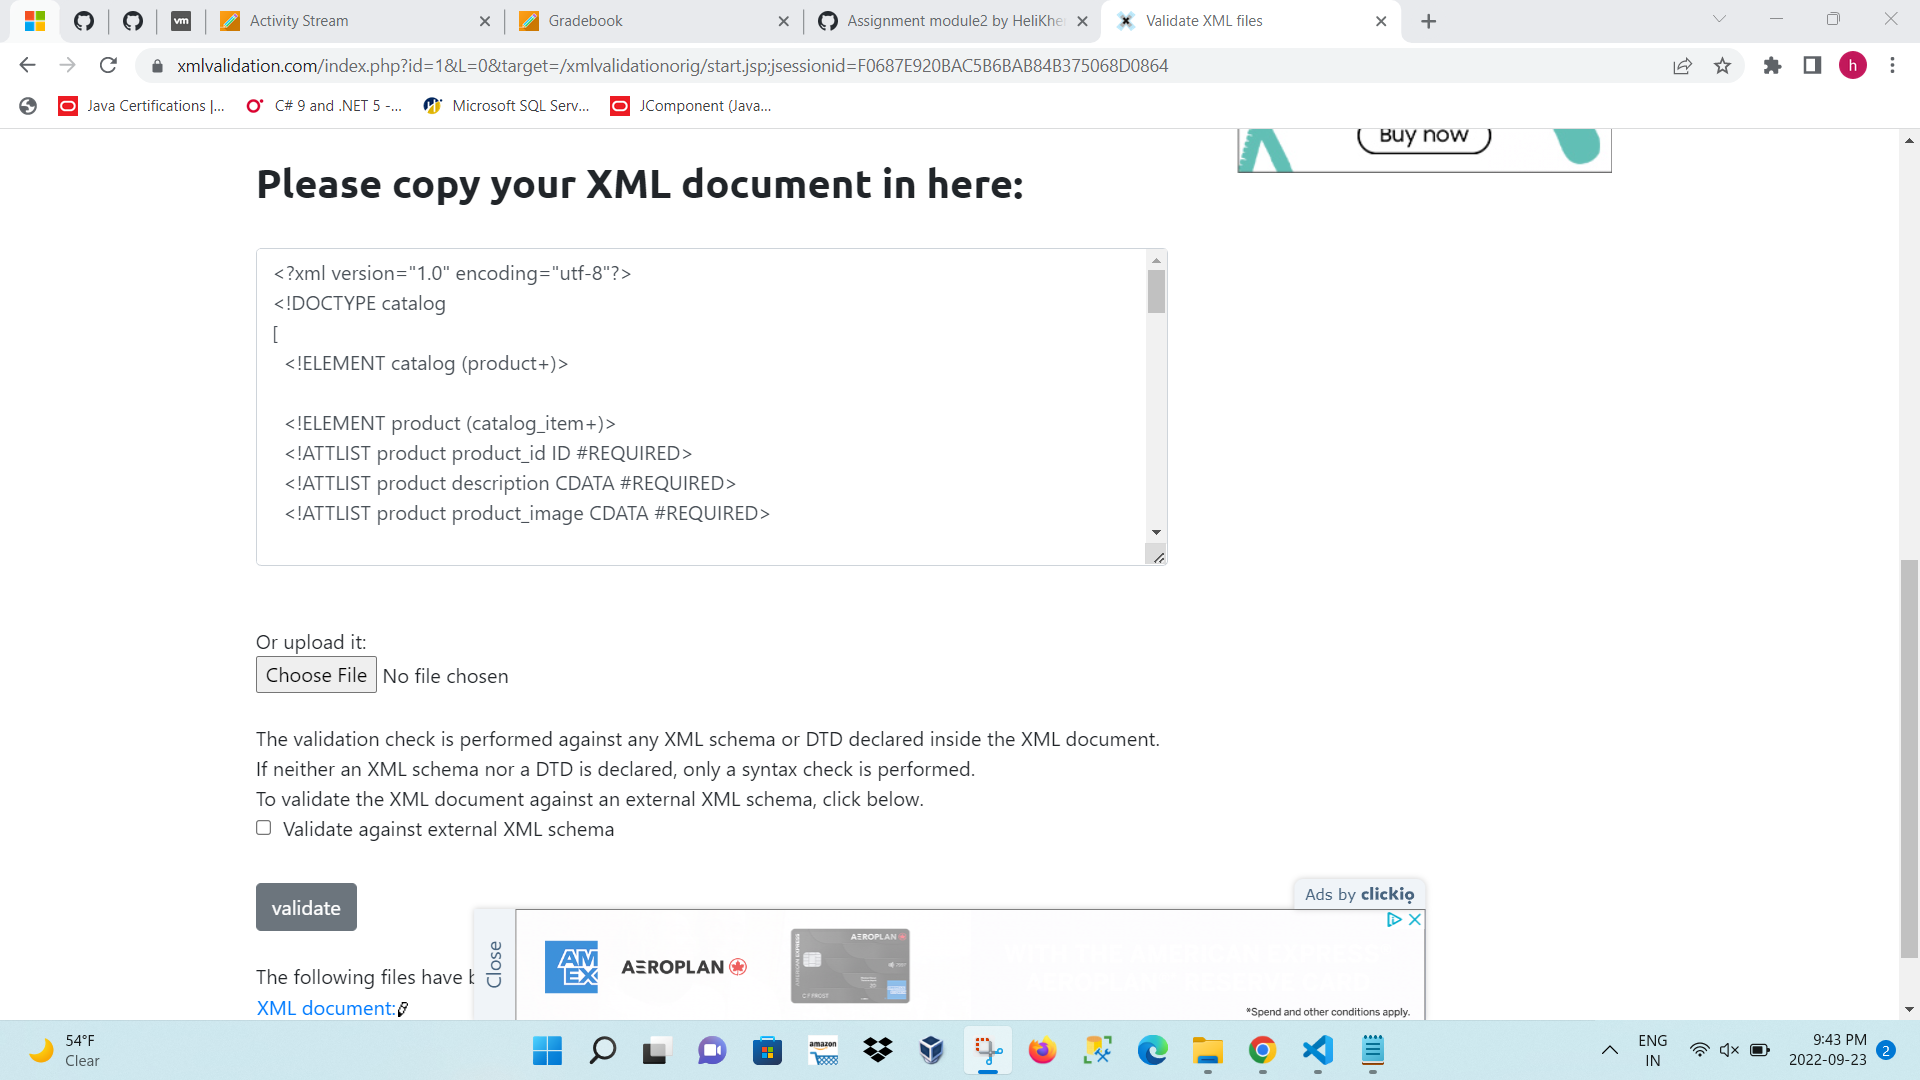 vm
Activity Stream
Gradebook
Assignment module2 by HeliKhe
Validate XML files
xmlvalidation.com/index.php?id=1&L=0&target=/xmlvalidationorig/start.jsp;jsessionid=F0687E920BAC5B6BAB84B375068D0864
h
Java Certifications |...
C# 9 and .NET 5 -...
Microsoft SQL Serv...
JComponent (Java...
Buy now
Please copy your XML document in here:
<?xml version="1.0" encoding="utf-8"?>
<!DOCTYPE catalog
[
<!ELEMENT catalog (product+)>
<!ELEMENT product (catalog_item+)>
<!ATTLIST product product_id ID #REQUIRED>
<!ATTLIST product description CDATA #REQUIRED>
<!ATTLIST product product_image CDATA #REQUIRED>
Or upload it:
Choose File No file chosen
The validation check is performed against any XML schema or DTD declared inside the XML document.
If neither an XML schema nor a DTD is declared, only a syntax check is performed.
To validate the XML document against an external XML schema, click below.
Validate against external XML schema
validate
Ads by clickio
Close
AM
EX
AEROPLAN
AEROPLAN
C F FROST
*Spend and other conditions apply.
The following files have
XML document:
54°F
Clear
amazon
ENG
IN
9:43 PM
2022-09-23
2